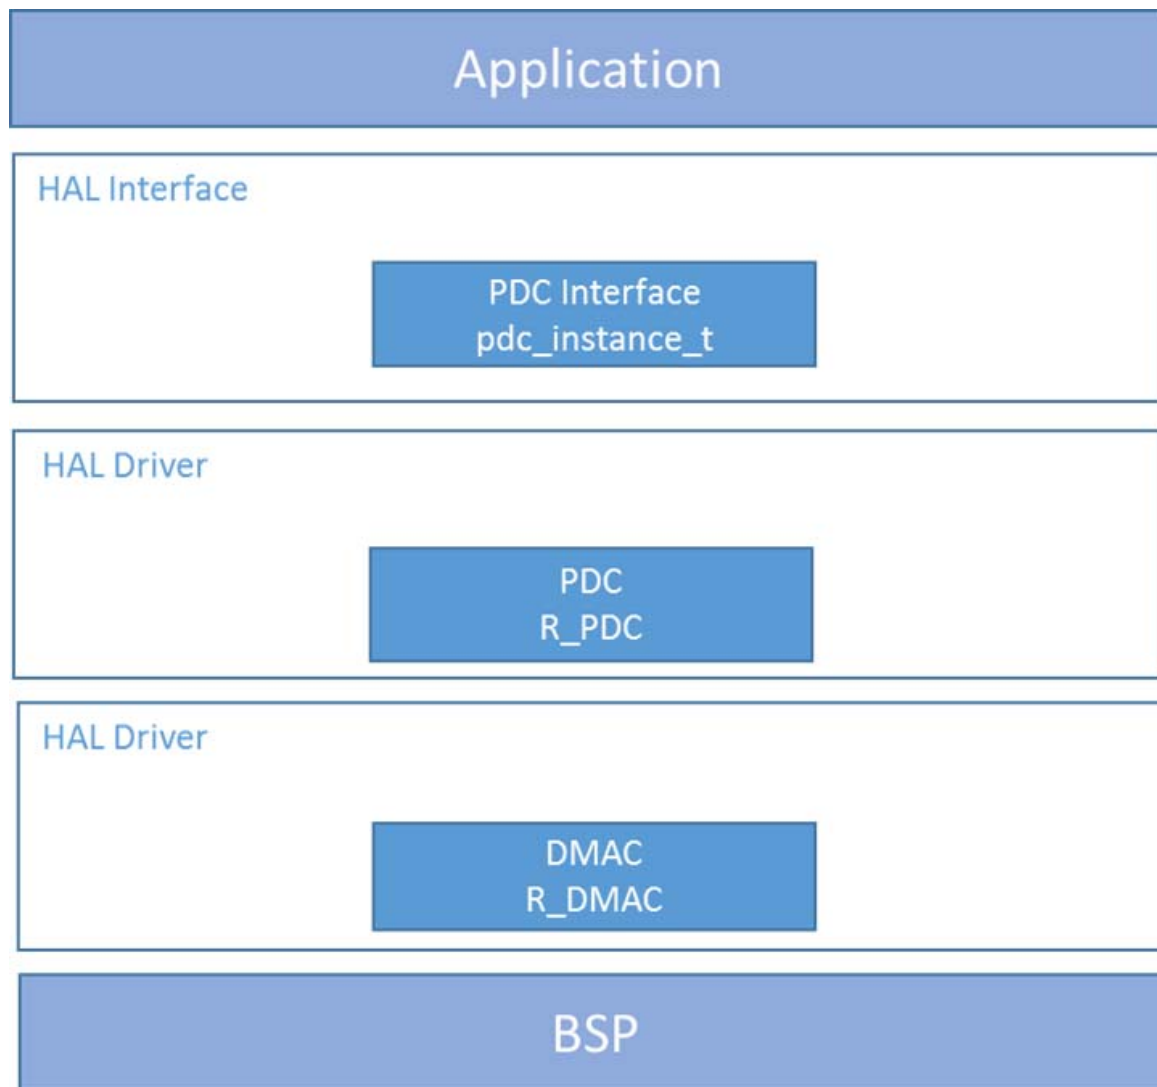 Application
HAL Interface
PDC Interface
pdc_instance_t
HAL Driver
PDC
R_PDC
HAL Driver
DMAC
R_DMAC
BSP